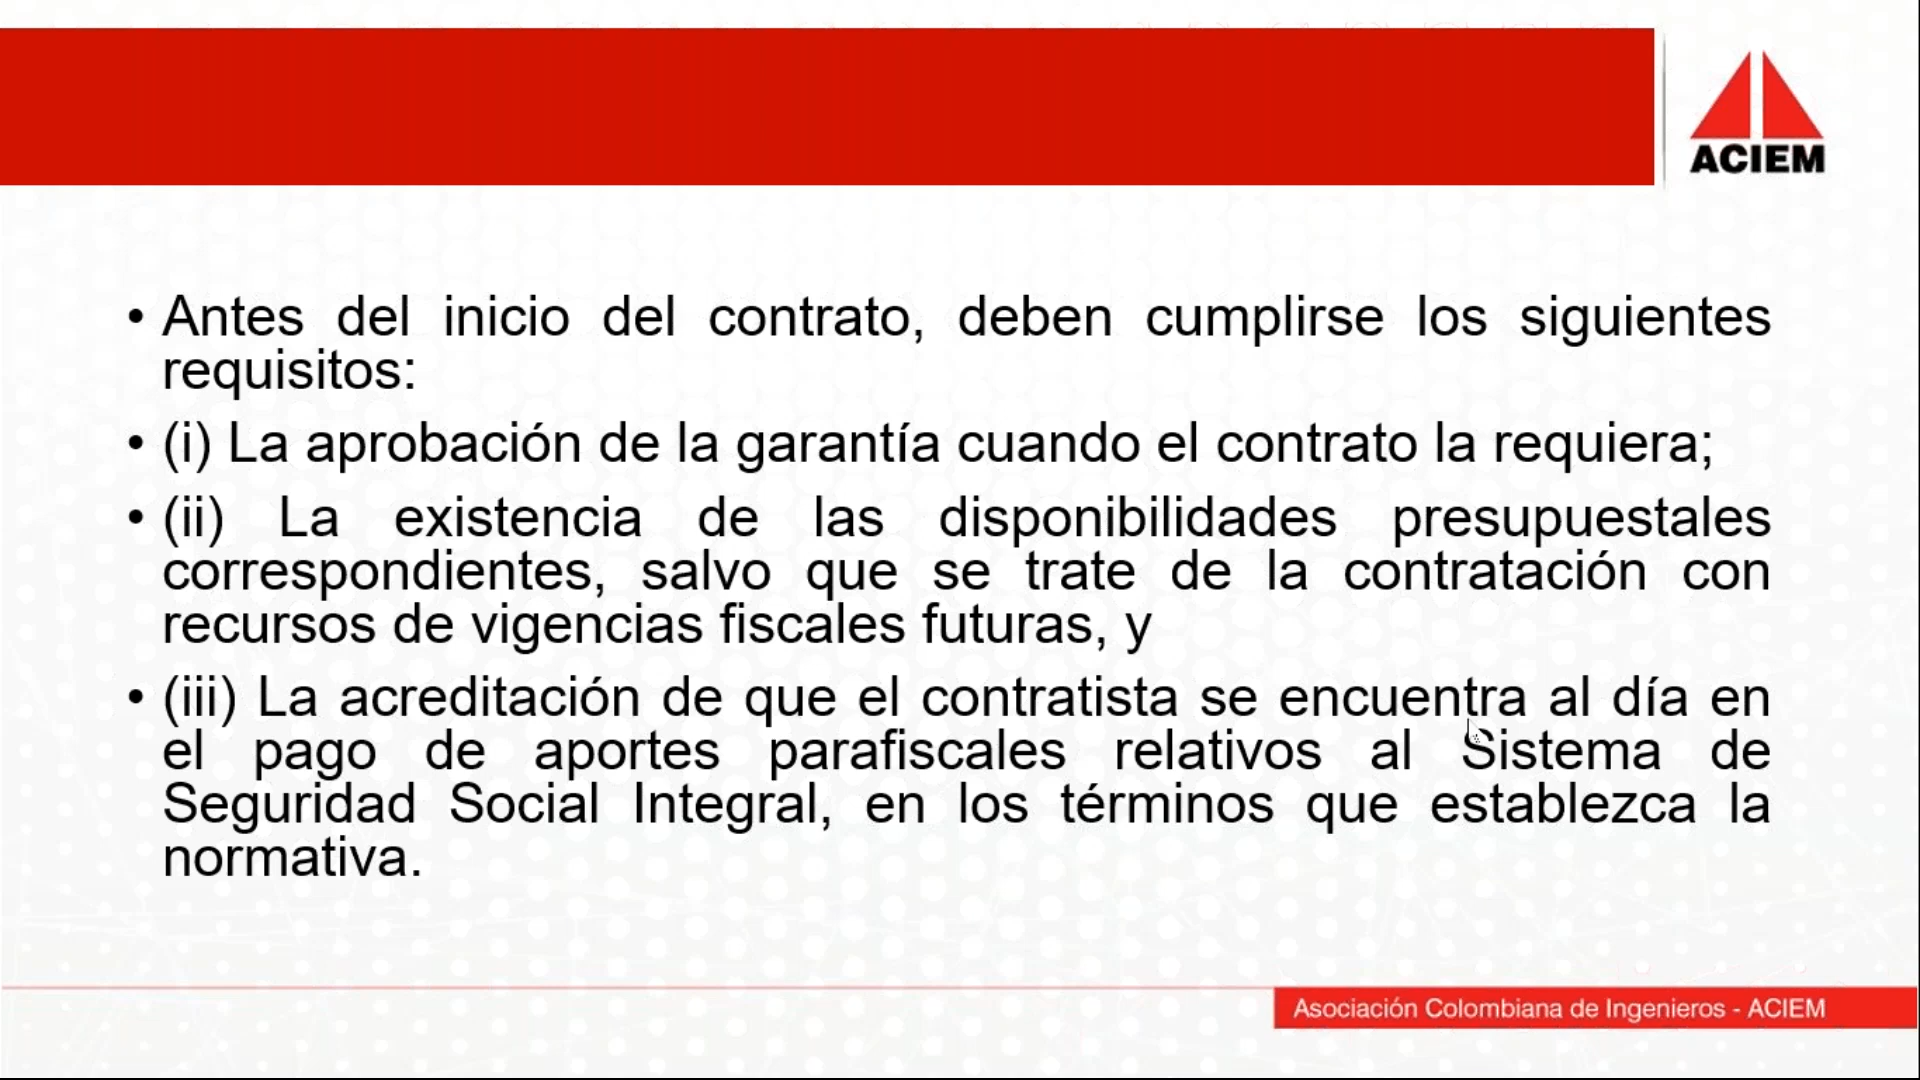 ACIEM
• Antes del inicio del contrato, deben cumplirse los siguientes
requisitos:
• (i) La aprobación de la garantía cuando el contrato la requiera;
• (ii) La existencia de las disponibilidades presupuestales
correspondientes, salvo que se trate de la contratación con
recursos de vigencias fiscales futuras, y
• (iii) La acreditación de que el contratista se encuentra al día en
el pago de aportes parafiscales relativos al Sistema de
Seguridad Social Integral, en los términos que establezca la
normativa.
Asociación Colombiana de Ingenieros - ACIEM